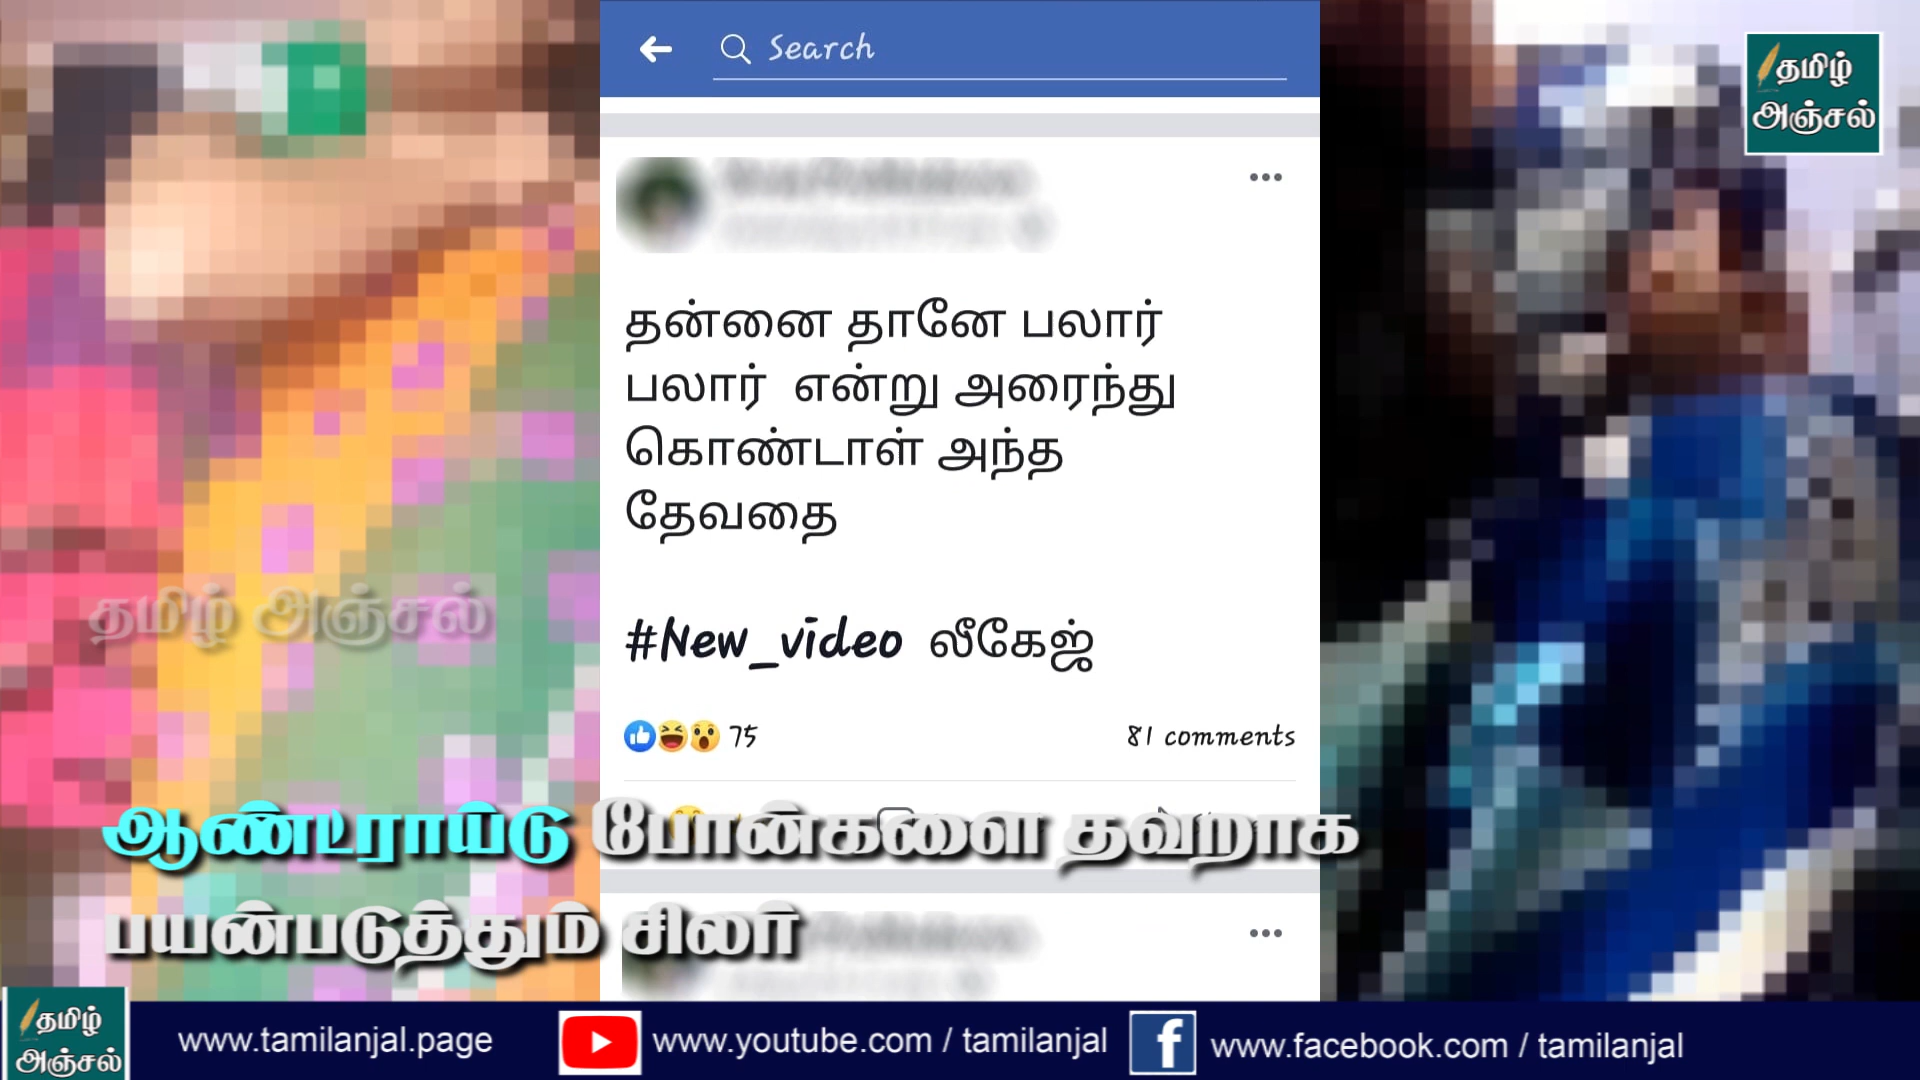 Search
தமிழ்
அஞ்சல்
தன்னை தானே பலார்
பலார் என்று அரைந்து
கொண்டாள் அந்த
தேவதை
#New_video லீகேஜ்
தமிழ் அஞ்சல்
75
81 comments
ஆண்ட்ராய்டு போன்களை தவறாக
பயன்படுத்தும் சிலர்
தமிழ்
அஞ்சல்
www.tamilanjal.page
www.youtube.com / tamilanjal
www.facebook.com / tamilanjal